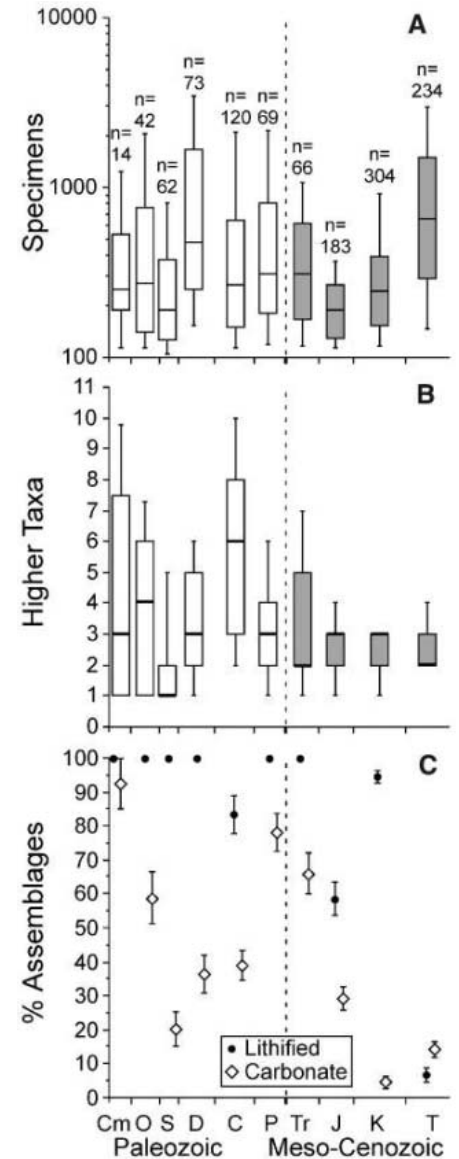 A
10000
1000
100
Specimens
n=
14
n=
42
n=
62
n=
73
n=
120
n=
69
n=
66
n=
183
n=
304
n=
234
B
11
10
9
8
7
6
5
4
3
2
1
0
Higher Taxa
C
100
90
80
70
60
50
40
30
20
10
0
% Assemblages
Lithified
Carbonate
Cm O S D C P Tr J K T
Paleozoic Meso-Cenozoic